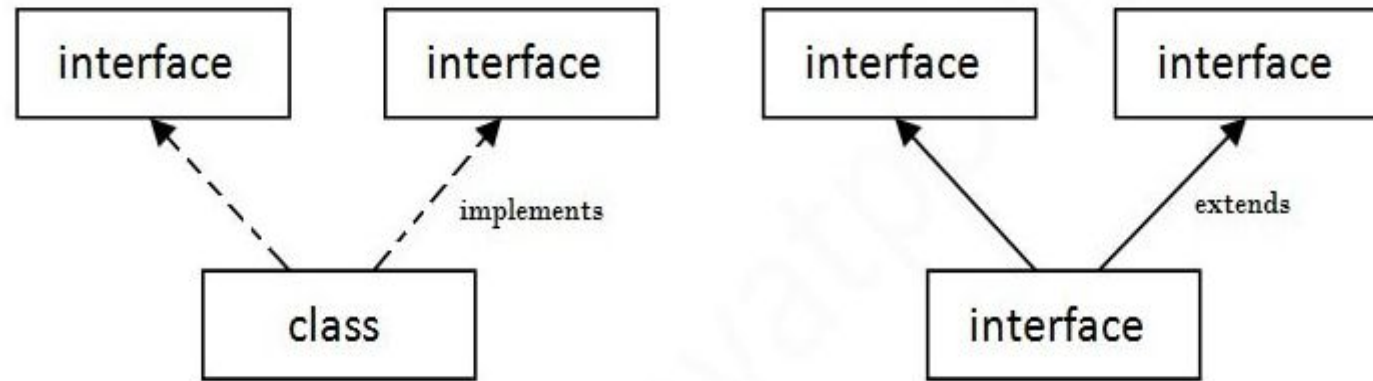 interface
interface
interface
interface
implements
extends
class
interface